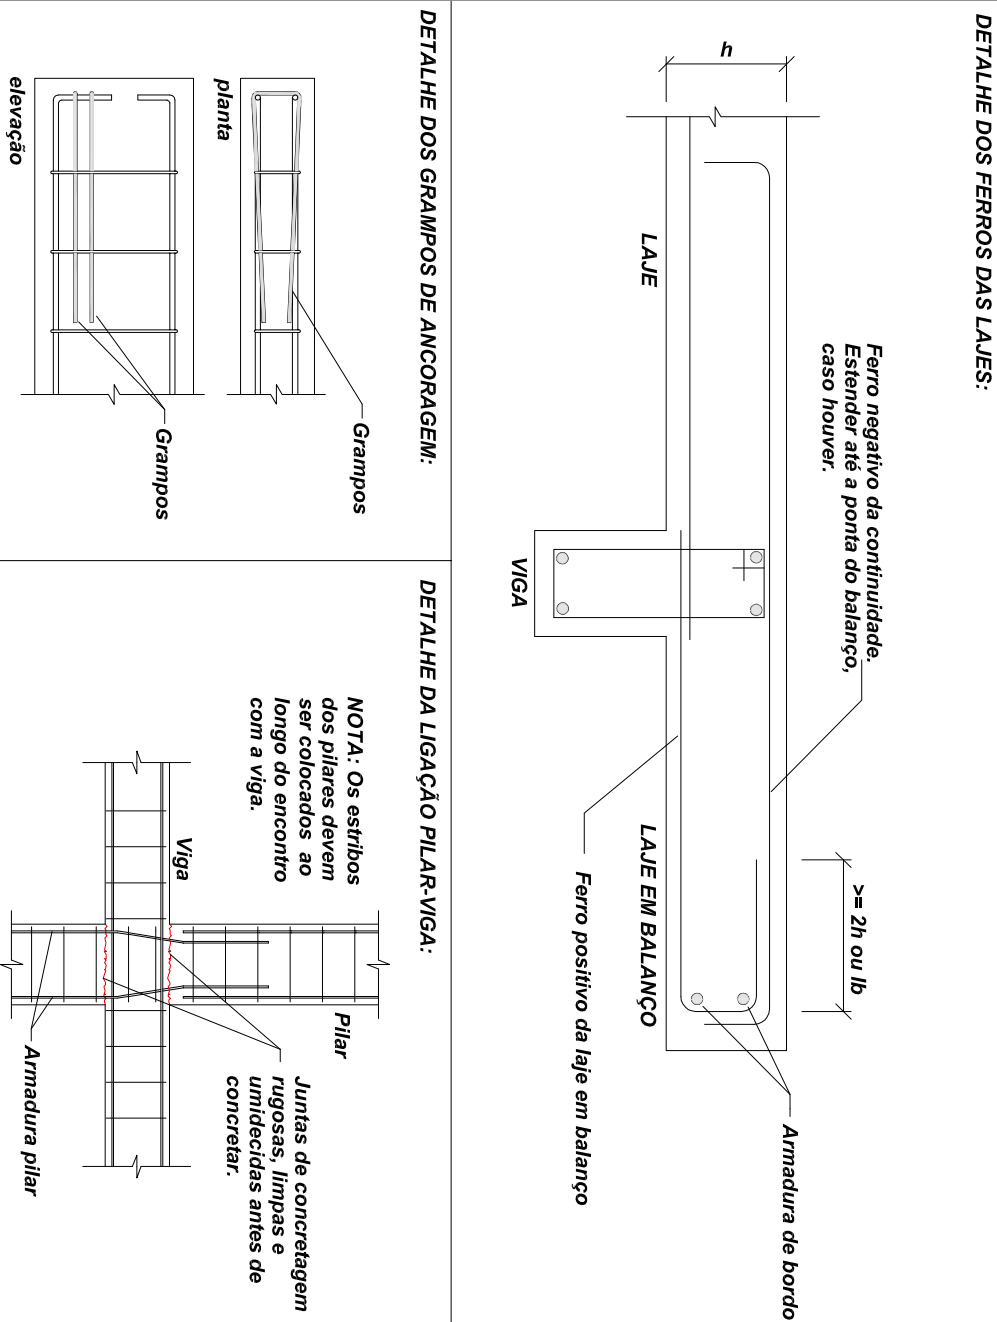 DETALHE DOS FERROS DAS LAJES:
h
LAJE
Ferro negativo da continuidade.
Estender até a ponta do balanço,
caso houver.
VIGA
>= 2h ou lb
LAJE EM BALANÇO
Ferro positivo da laje em balanço
Armadura de bordo
DETALHE DOS GRAMPOS DE ANCORAGEM:
planta
Grampos
elevação
Grampos
DETALHE DA LIGAÇÃO PILAR-VIGA:
NOTA: Os estribos
dos pilares devem
ser colocados ao
longo do encontro
com a viga.
Viga
Pilar
Juntas de concretagem
rugosas, limpas e
umidecidas antes de
concretar.
Armadura pilar